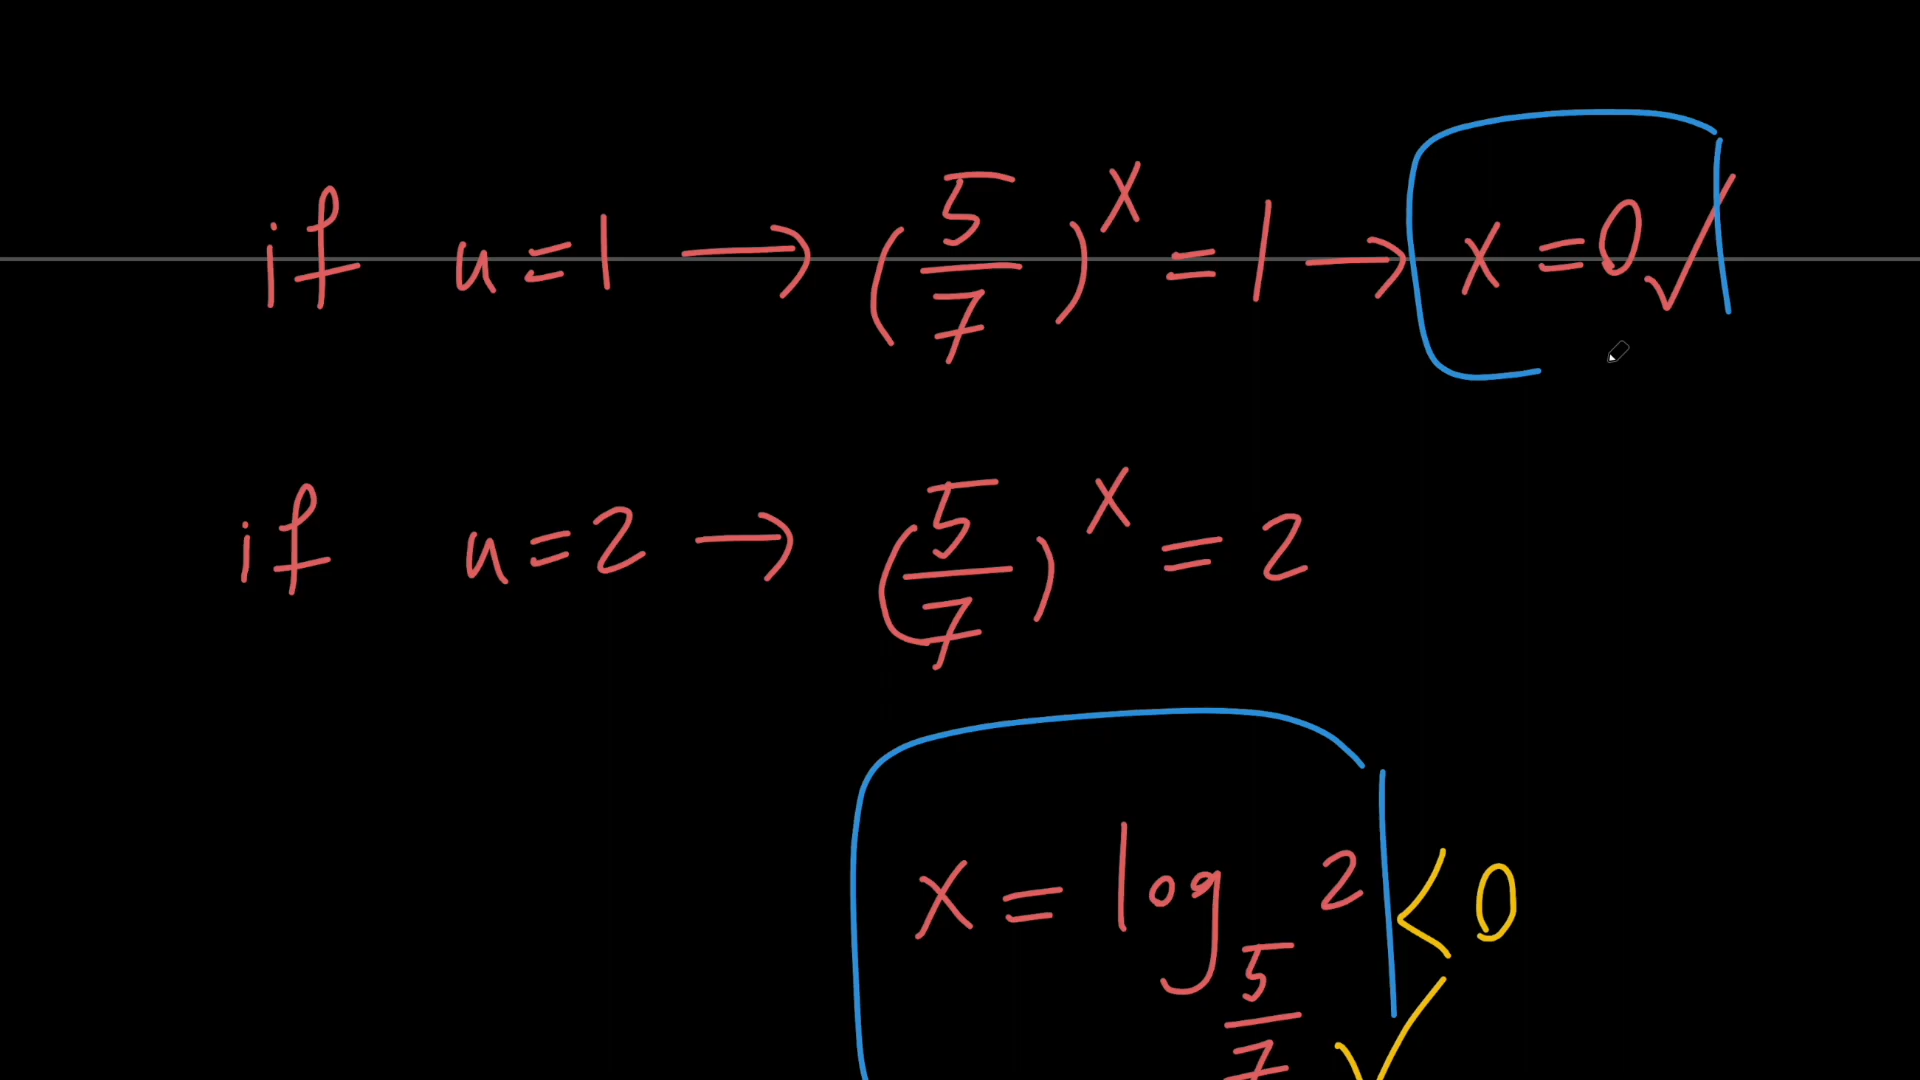 if u=1 → (5/7)^x = 1 → x = 0 √
if u=2 → (5/7)^x = 2
x = log_{5/7} 2 < 0 √